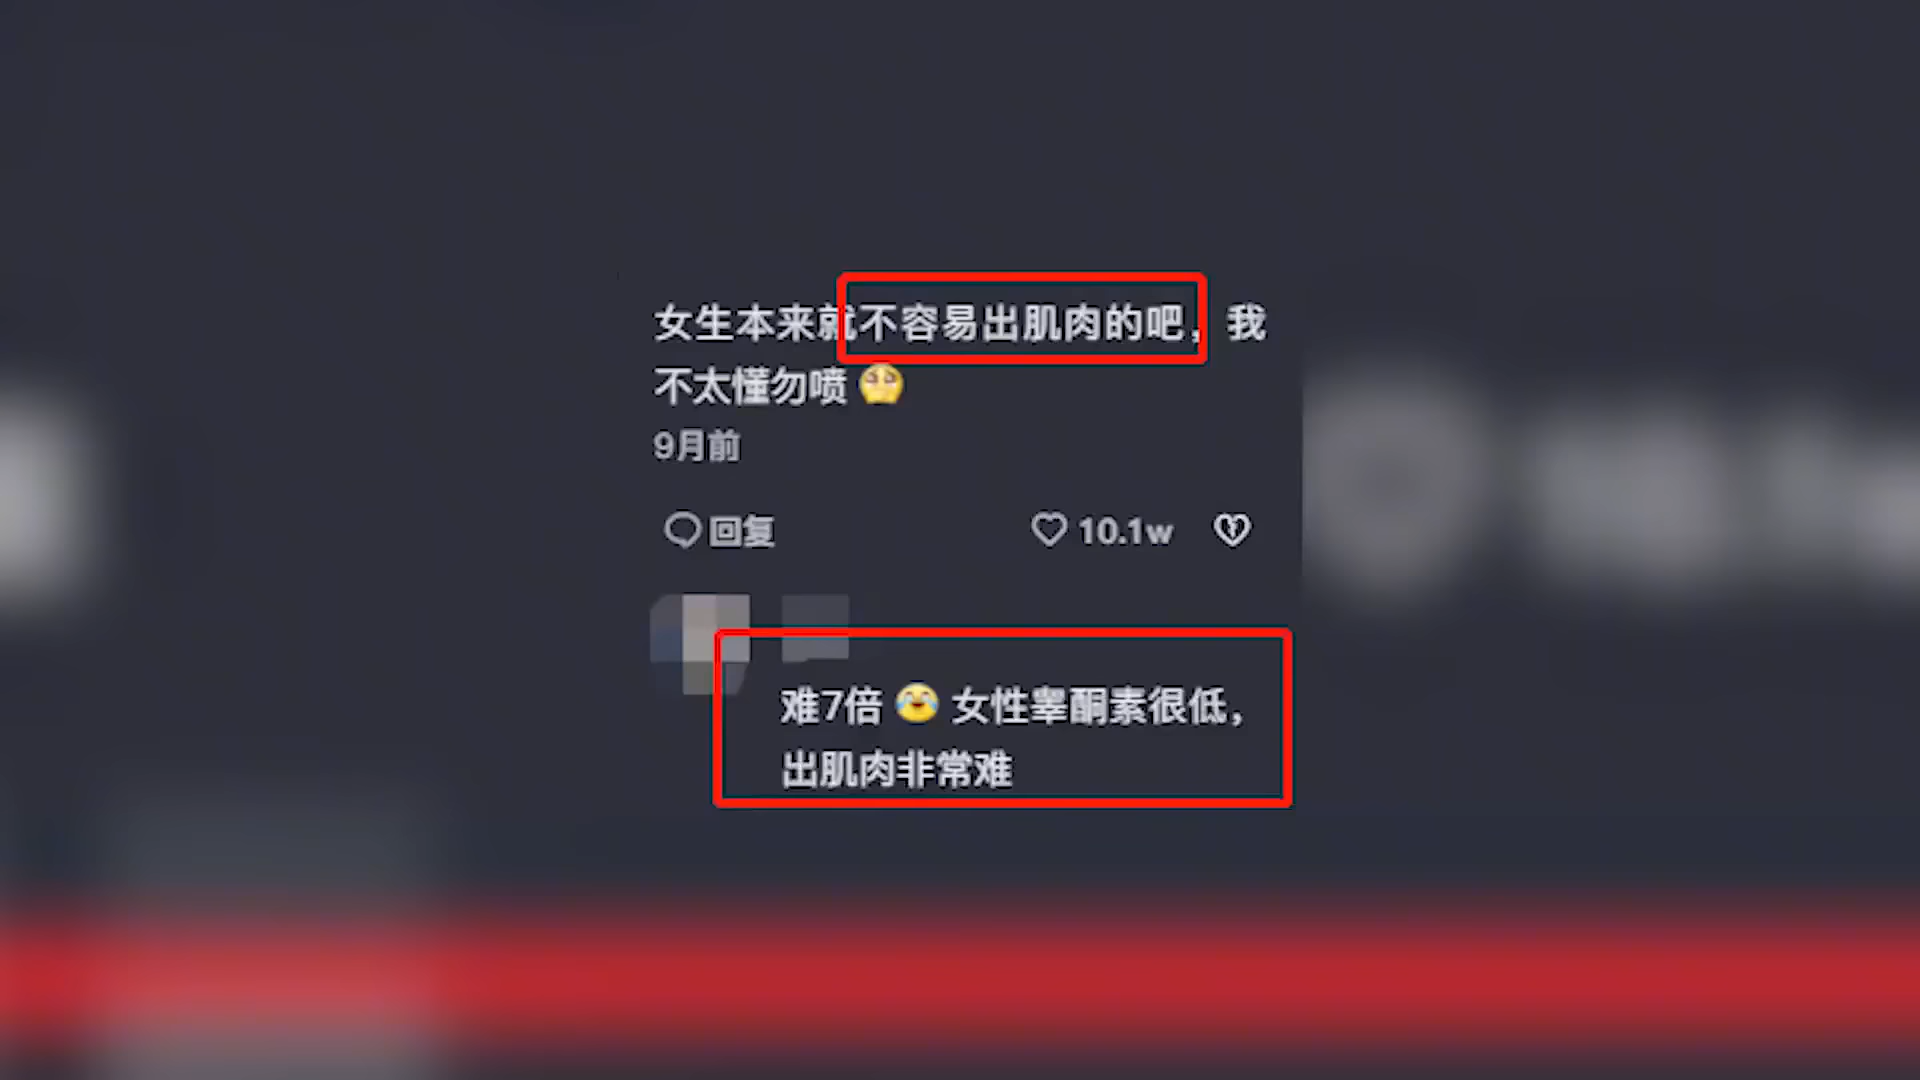 女生本来就不容易出肌肉的吧，我
不太懂勿喷
9月前
回复
10.1w
难7倍 女性睾酮素很低，
出肌肉非常难